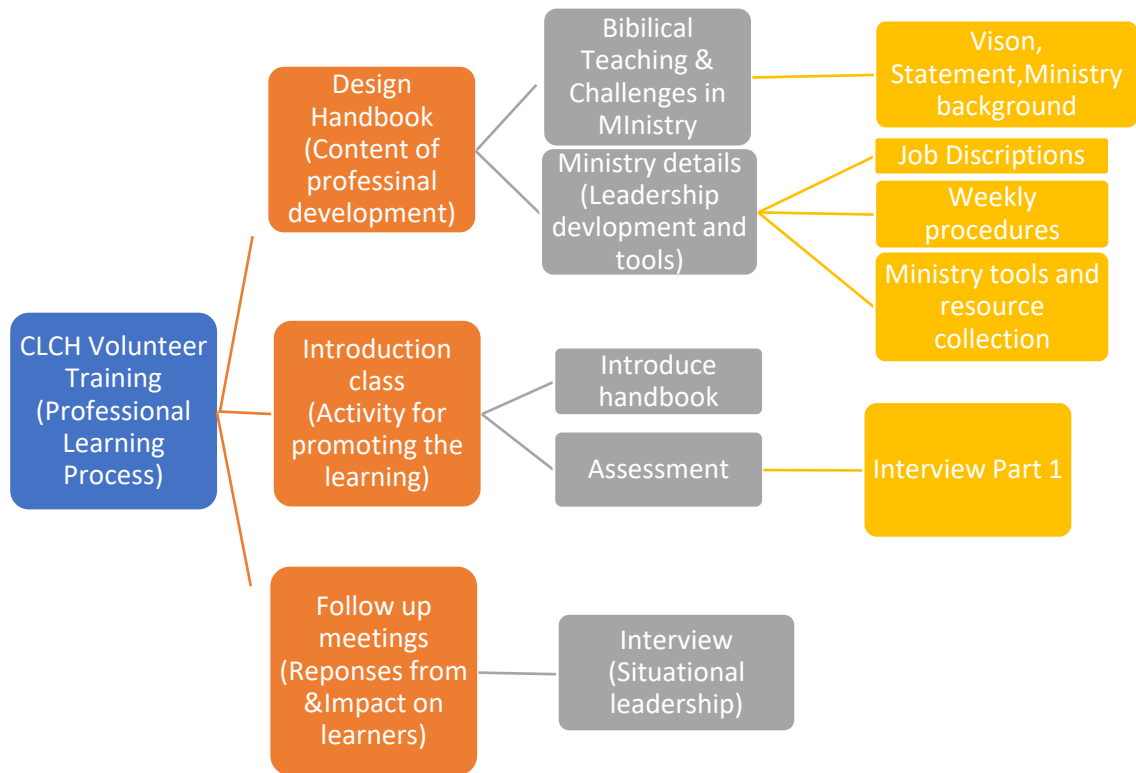 CLCH Volunteer
Training
(Professional
Learning
Process)
Design
Handbook
(Content of
professinal
development)
Bibilical
Teaching &
Challenges in
MInistry
Vison,
Statement,Ministry
background
Ministry details
(Leadership
devlopment and
tools)
Job Discriptions
Weekly
procedures
Ministry tools and
resource
collection
Introduction
class
(Activity for
promoting the
learning)
Introduce
handbook
Assessment
Interview Part 1
Follow up
meetings
(Reponses from
&Impact on
learners)
Interview
(Situational
leadership)